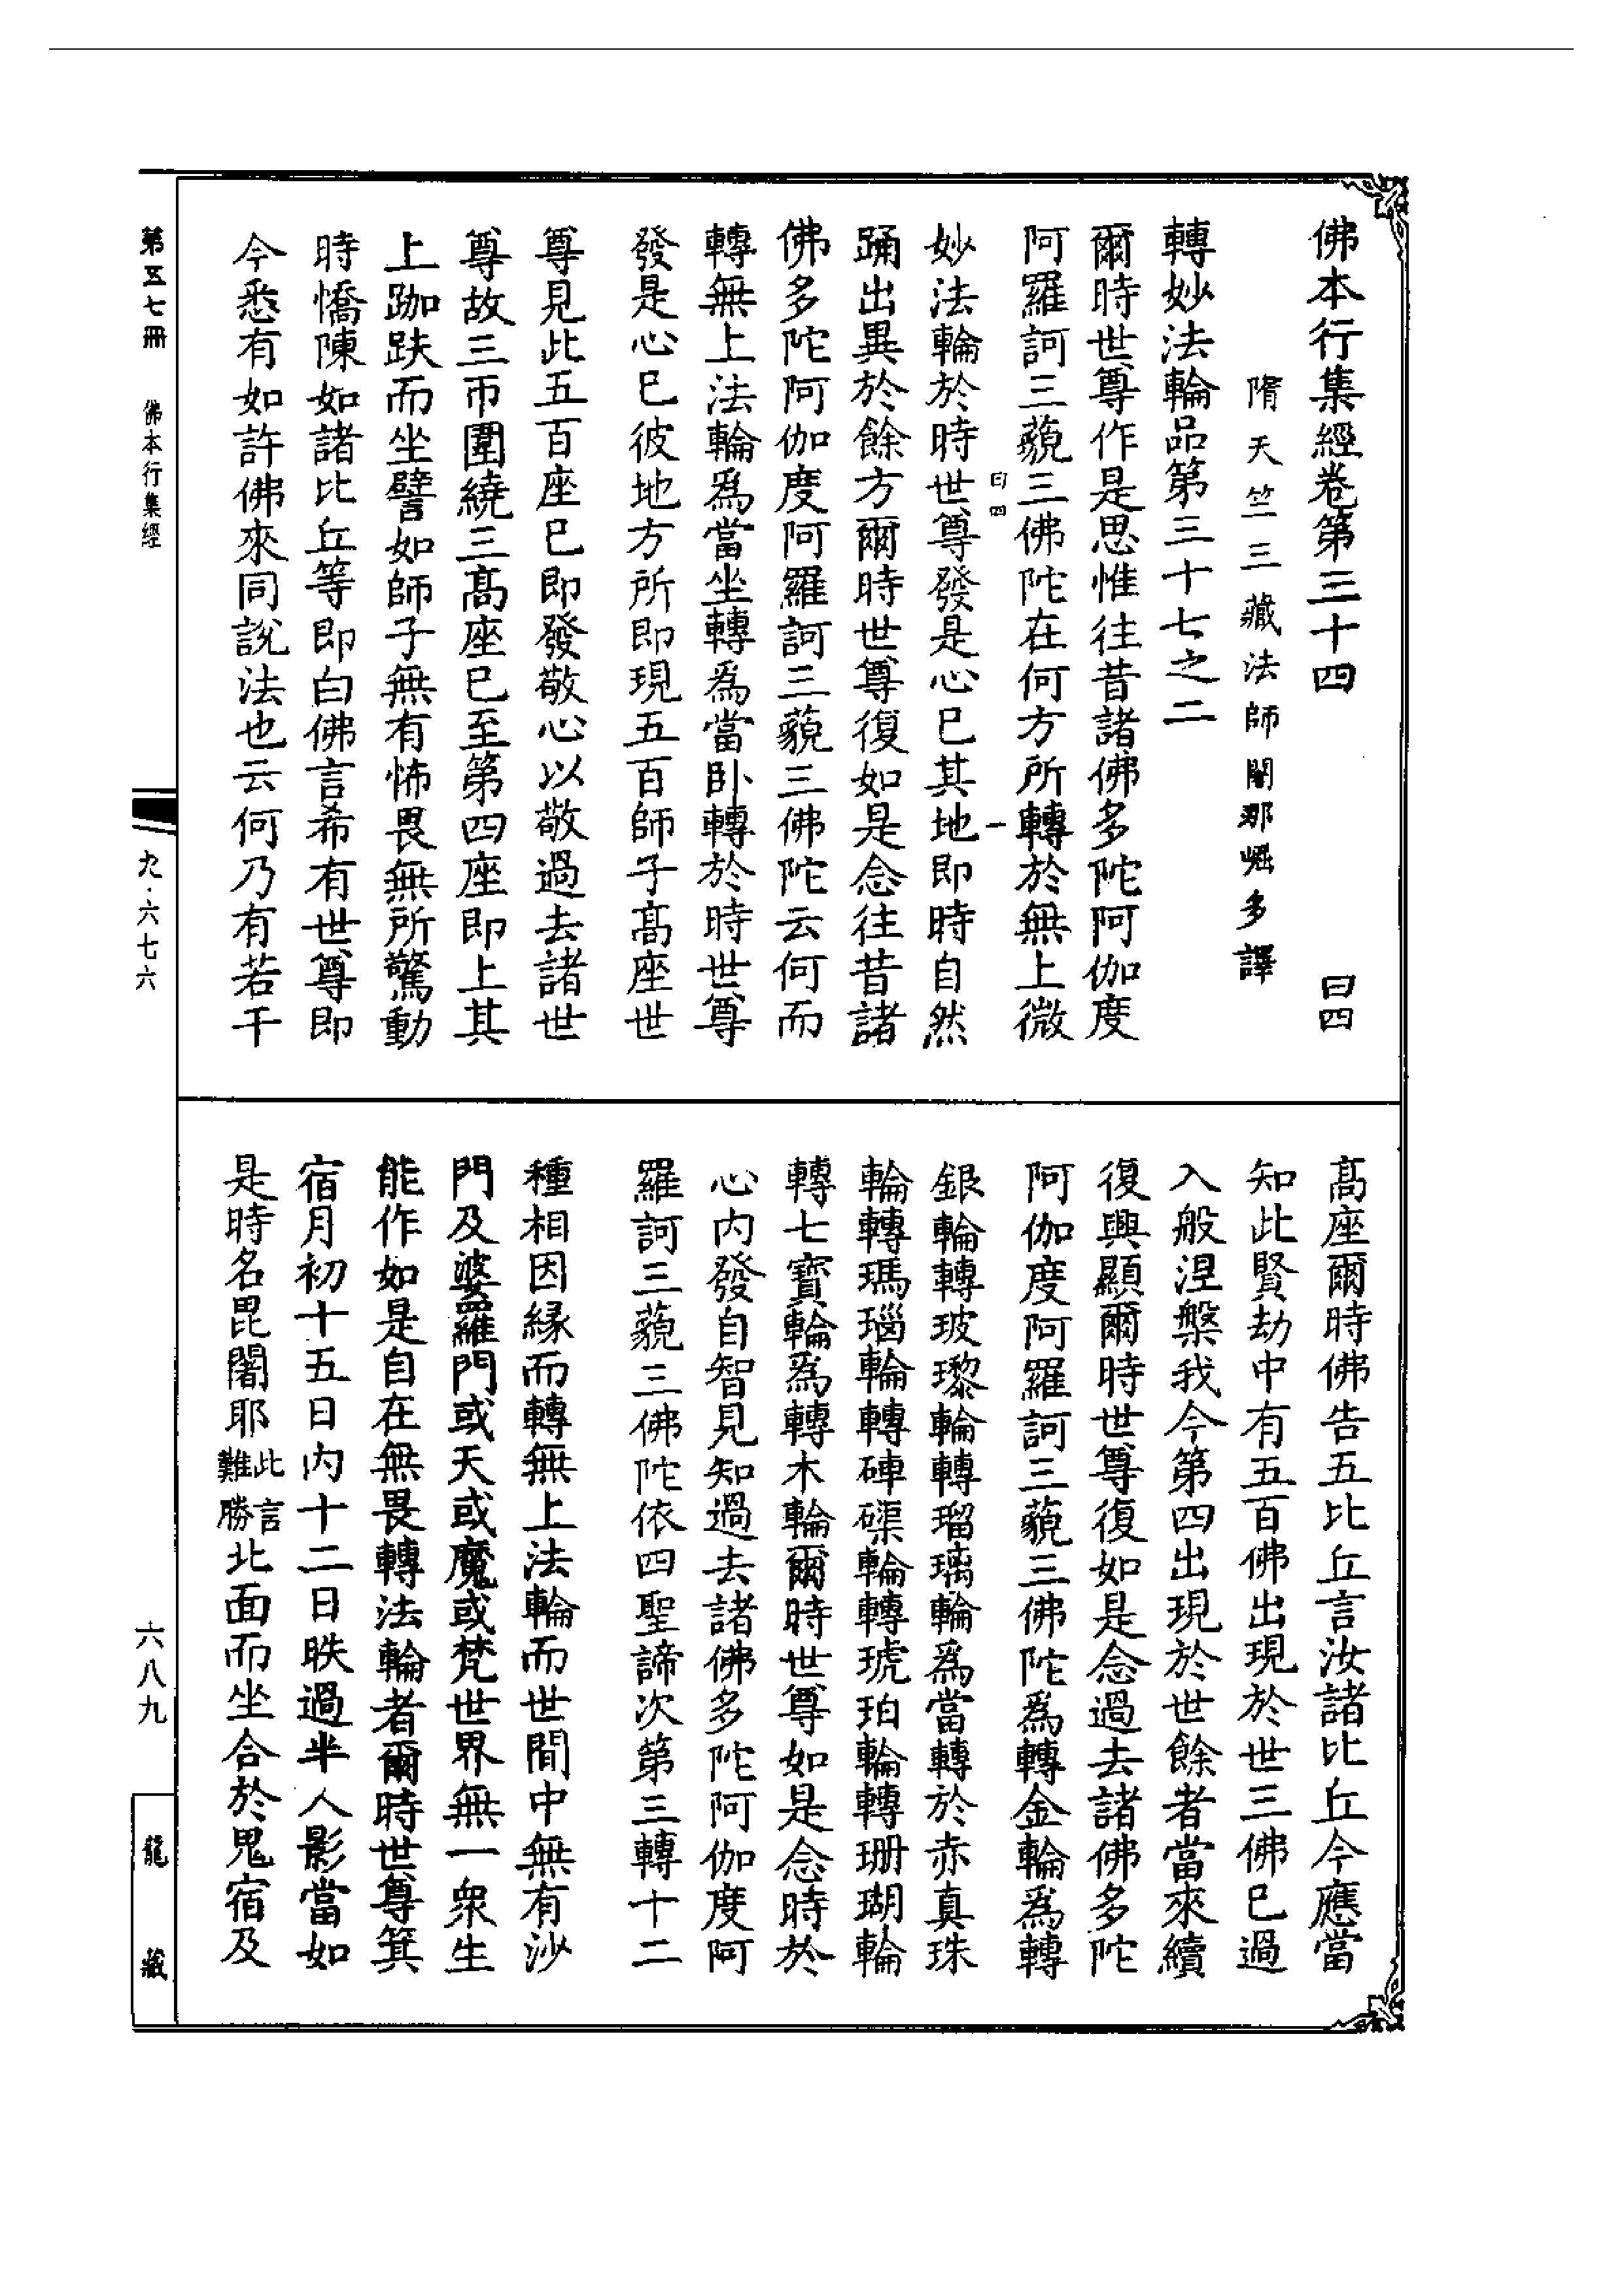 佛本行集經卷第三十四　曰四
隋天竺三藏法師闍那崛多譯
轉妙法輪品第三十七之二
爾時世尊作是思惟往昔諸佛多陀阿伽度
阿羅訶三藐三佛陀在何方所轉於無上微
曰四　一
妙法輪於時世尊發是心已其地即時自然
踊出異於餘方爾時世尊復如是念往昔諸
佛多陀阿伽度阿羅訶三藐三佛陀云何而
轉無上法輪爲當坐轉爲當卧轉於時世尊
發是心已彼地方所即現五百師子高座世
尊見此五百座已即發敬心以敬過去諸世
尊故三帀圍繞三髙座已至第四座即上其
上跏趺而坐譬如師子無有怖畏無所驚動
時憍陳如諸比丘等即白佛言希有世尊即
今悉有如許佛來同說法也云何乃有若干
髙座爾時佛告五比丘言汝諸比丘今應當
知此賢劫中有五百佛出現於世三佛已過
入般涅槃我今第四出現於世餘者當來續
復興顯爾時世尊復如是念過去諸佛多陀
阿伽度阿羅訶三藐三佛陀爲轉金輪爲轉
銀輪轉玻瓈輪轉瑠璃輪爲當轉於赤真珠
輪轉瑪瑙輪轉硨磲輪轉琥珀輪轉珊瑚輪
轉七寶輪爲轉木輪爾時世尊如是念時於
心内發自智見知過去諸佛多陀阿伽度阿
羅訶三藐三佛陀依四聖諦次第三轉十二
種相因緣而轉無上法輪而世間中無有沙
門及婆羅門或天或魔或梵世界無一衆生
能作如是自在無畏轉法輪者爾時世尊箕
宿月初十五日内十二日昳過半人影當如
是時名毘闍耶此言難勝北面而坐合於鬼宿及
第五七冊　佛本行集經
九·六七六
六八九
龍藏